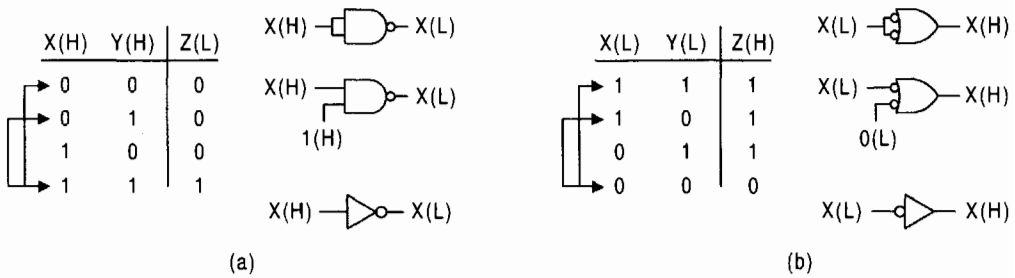 X(H) Y(H) Z(L)
0 0 0
0 1 0
1 0 0
1 1 1
X(H) X(L)
X(H) X(L)
1(H)
X(H) X(L)
(a)
X(L) Y(L) Z(H)
1 1 1
1 0 1
0 1 1
0 0 0
X(L) X(H)
X(L) X(H)
0(L)
X(L) X(H)
(b)